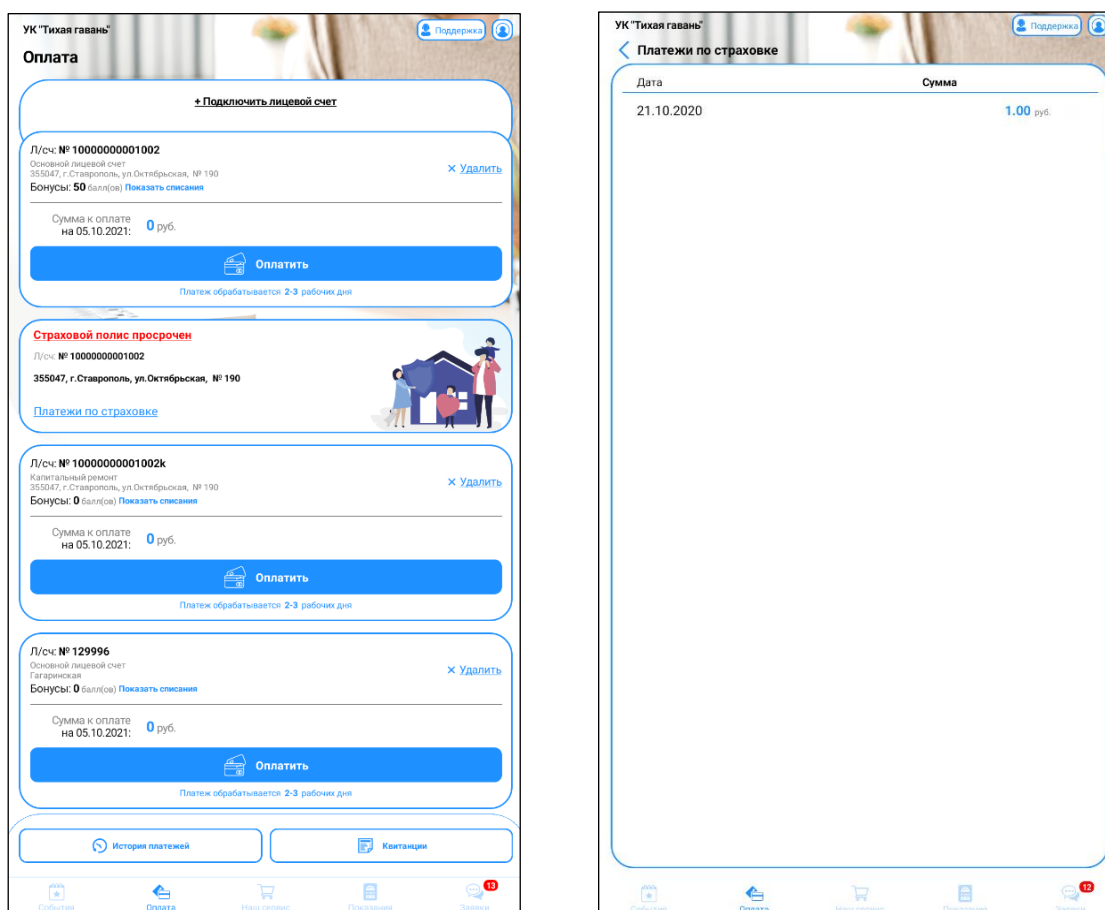 УК "Тихая гавань"
Поддержка
Оплата
+ Подключить лицевой счет
Л/сч: № 10000000001002
Основной лицевой счет
355047, г.Ставрополь, ул.Октябрьская, № 190
Бонусы: 50 балл(ов) Показать списания
× Удалить
Сумма к оплате
на 05.10.2021:
0 руб.
Оплатить
Платеж обрабатывается 2-3 рабочих дня
Страховой полис просрочен
Л/сч: № 10000000001002
355047, г.Ставрополь, ул.Октябрьская, № 190
Платежи по страховке
Л/сч: № 10000000001002k
Капитальный ремонт
355047, г.Ставрополь, ул.Октябрьская, № 190
Бонусы: 0 балл(ов) Показать списания
× Удалить
Сумма к оплате
на 05.10.2021:
0 руб.
Оплатить
Платеж обрабатывается 2-3 рабочих дня
Л/сч: № 129996
Основной лицевой счет
Гагаринская
Бонусы: 0 балл(ов) Показать списания
× Удалить
Сумма к оплате
на 05.10.2021:
0 руб.
Оплатить
Платеж обрабатывается 2-3 рабочих дня
История платежей
Квитанции
13
События Оплата Наш сервис Показания Заявки
УК "Тихая гавань"
Поддержка
Платежи по страховке
Дата Сумма
21.10.2020 1.00 руб.
12
События Оплата Наш сервис Показания Заявки